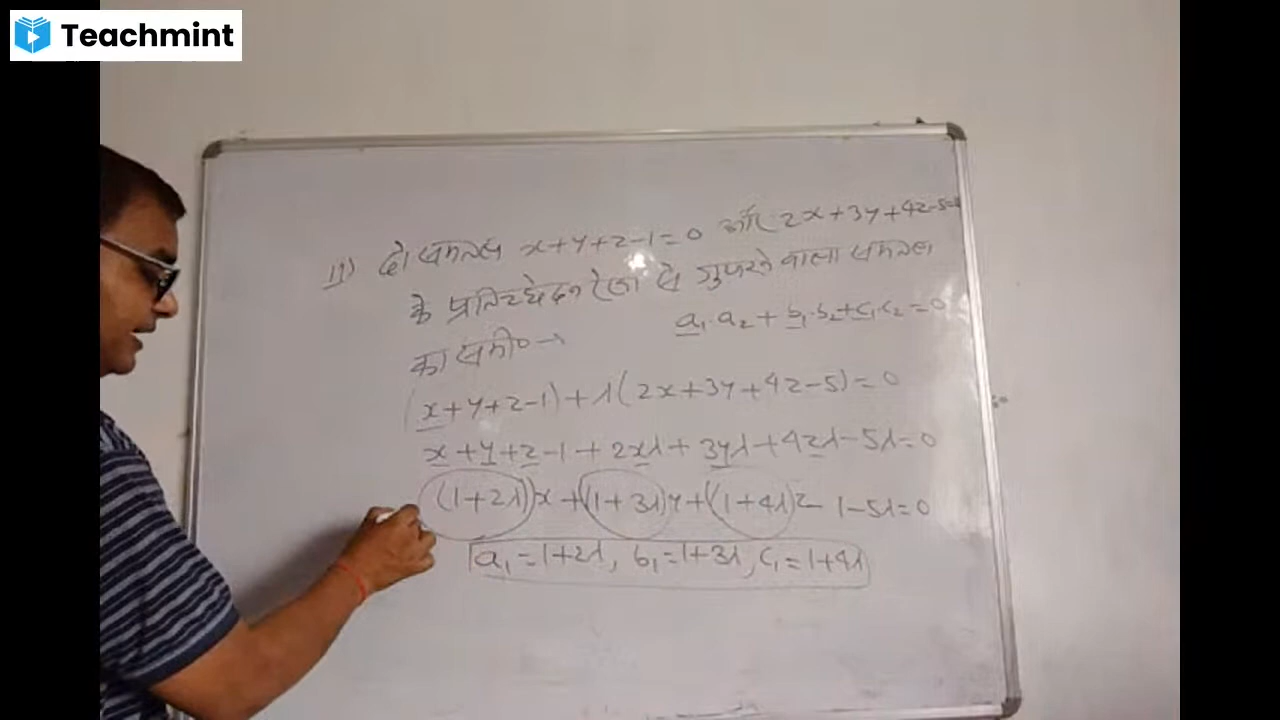 Teachmint
11) दो समतल x+y+z-1=0 और 2x+3y+4z-5=0
के प्रतिच्छेदन रेखा से गुजरने वाला समतल
का समी० →
a₁.a₂ + b₁.b₂+c₁.c₂ = 0
(x+y+z-1)+λ(2x+3y+4z-5)=0
x+y+z-1+2xλ+3yλ+4zλ-5λ=0
(1+2λ)x+(1+3λ)y+(1+4λ)z-1-5λ=0
a₁=1+2λ, b₁=1+3λ, c₁=1+4λ